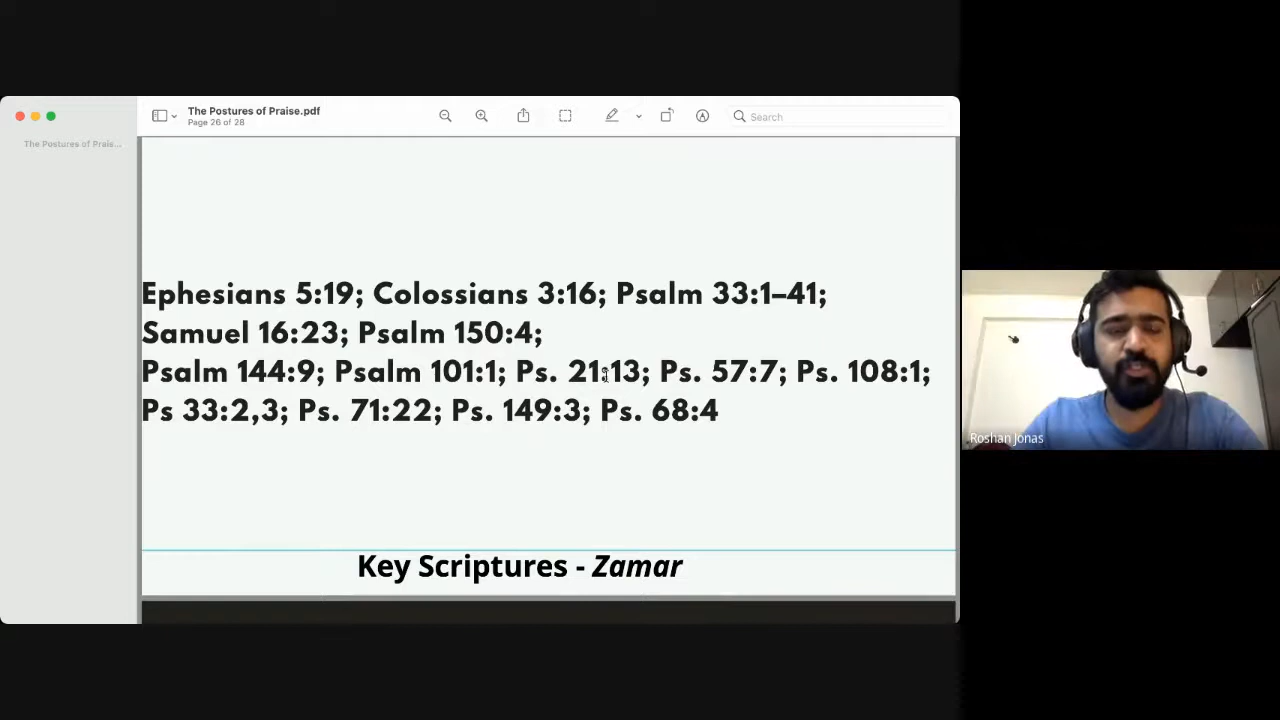 The Postures of Praise.pdf
Page 26 of 28
Search
The Postures of Prais...
Ephesians 5:19; Colossians 3:16; Psalm 33:1–41;
Samuel 16:23; Psalm 150:4;
Psalm 144:9; Psalm 101:1; Ps. 21:13; Ps. 57:7; Ps. 108:1;
Ps 33:2,3; Ps. 71:22; Ps. 149:3; Ps. 68:4
Key Scriptures - Zamar
Roshan Jonas